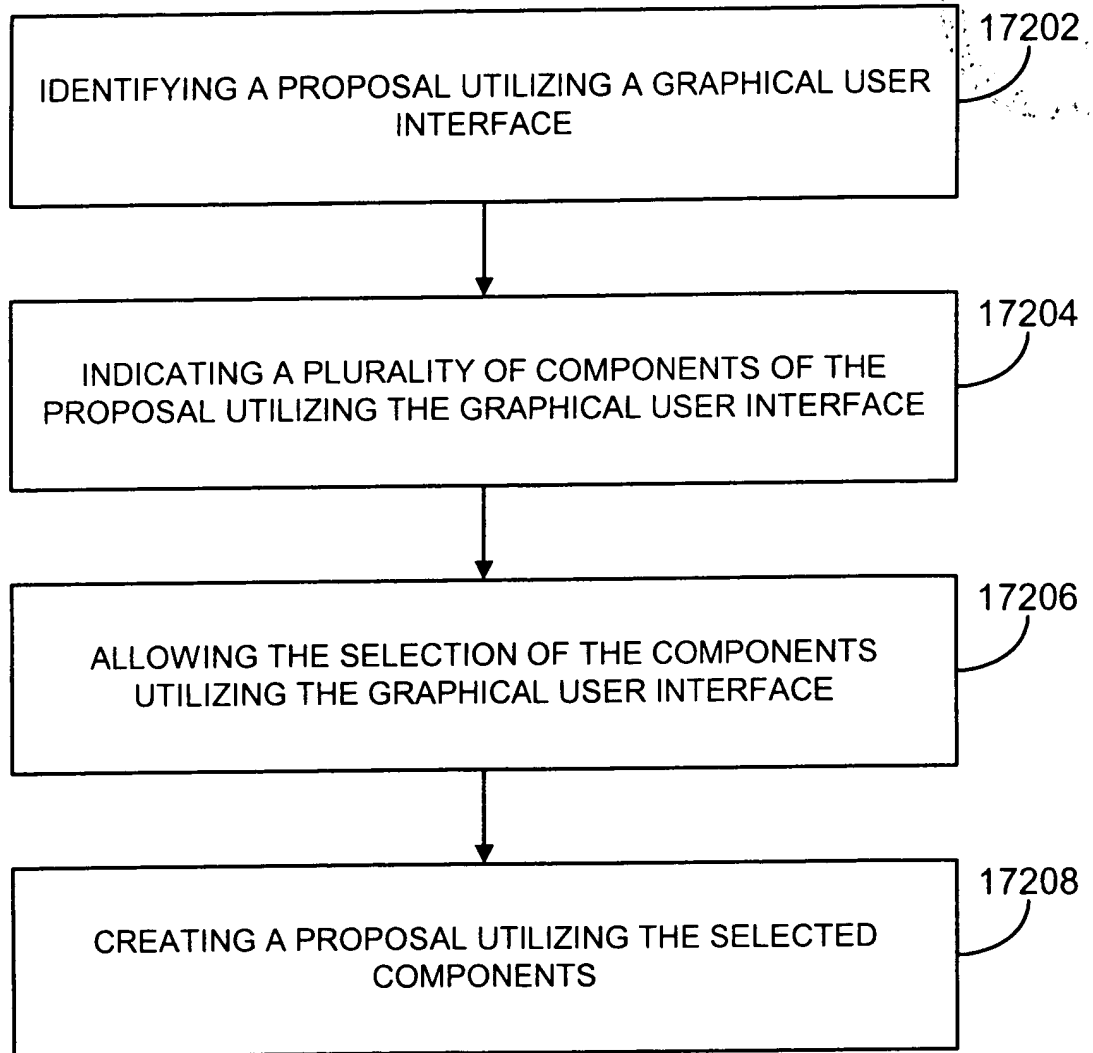 17202
IDENTIFYING A PROPOSAL UTILIZING A GRAPHICAL USER
INTERFACE
17204
INDICATING A PLURALITY OF COMPONENTS OF THE
PROPOSAL UTILIZING THE GRAPHICAL USER INTERFACE
17206
ALLOWING THE SELECTION OF THE COMPONENTS
UTILIZING THE GRAPHICAL USER INTERFACE
17208
CREATING A PROPOSAL UTILIZING THE SELECTED
COMPONENTS